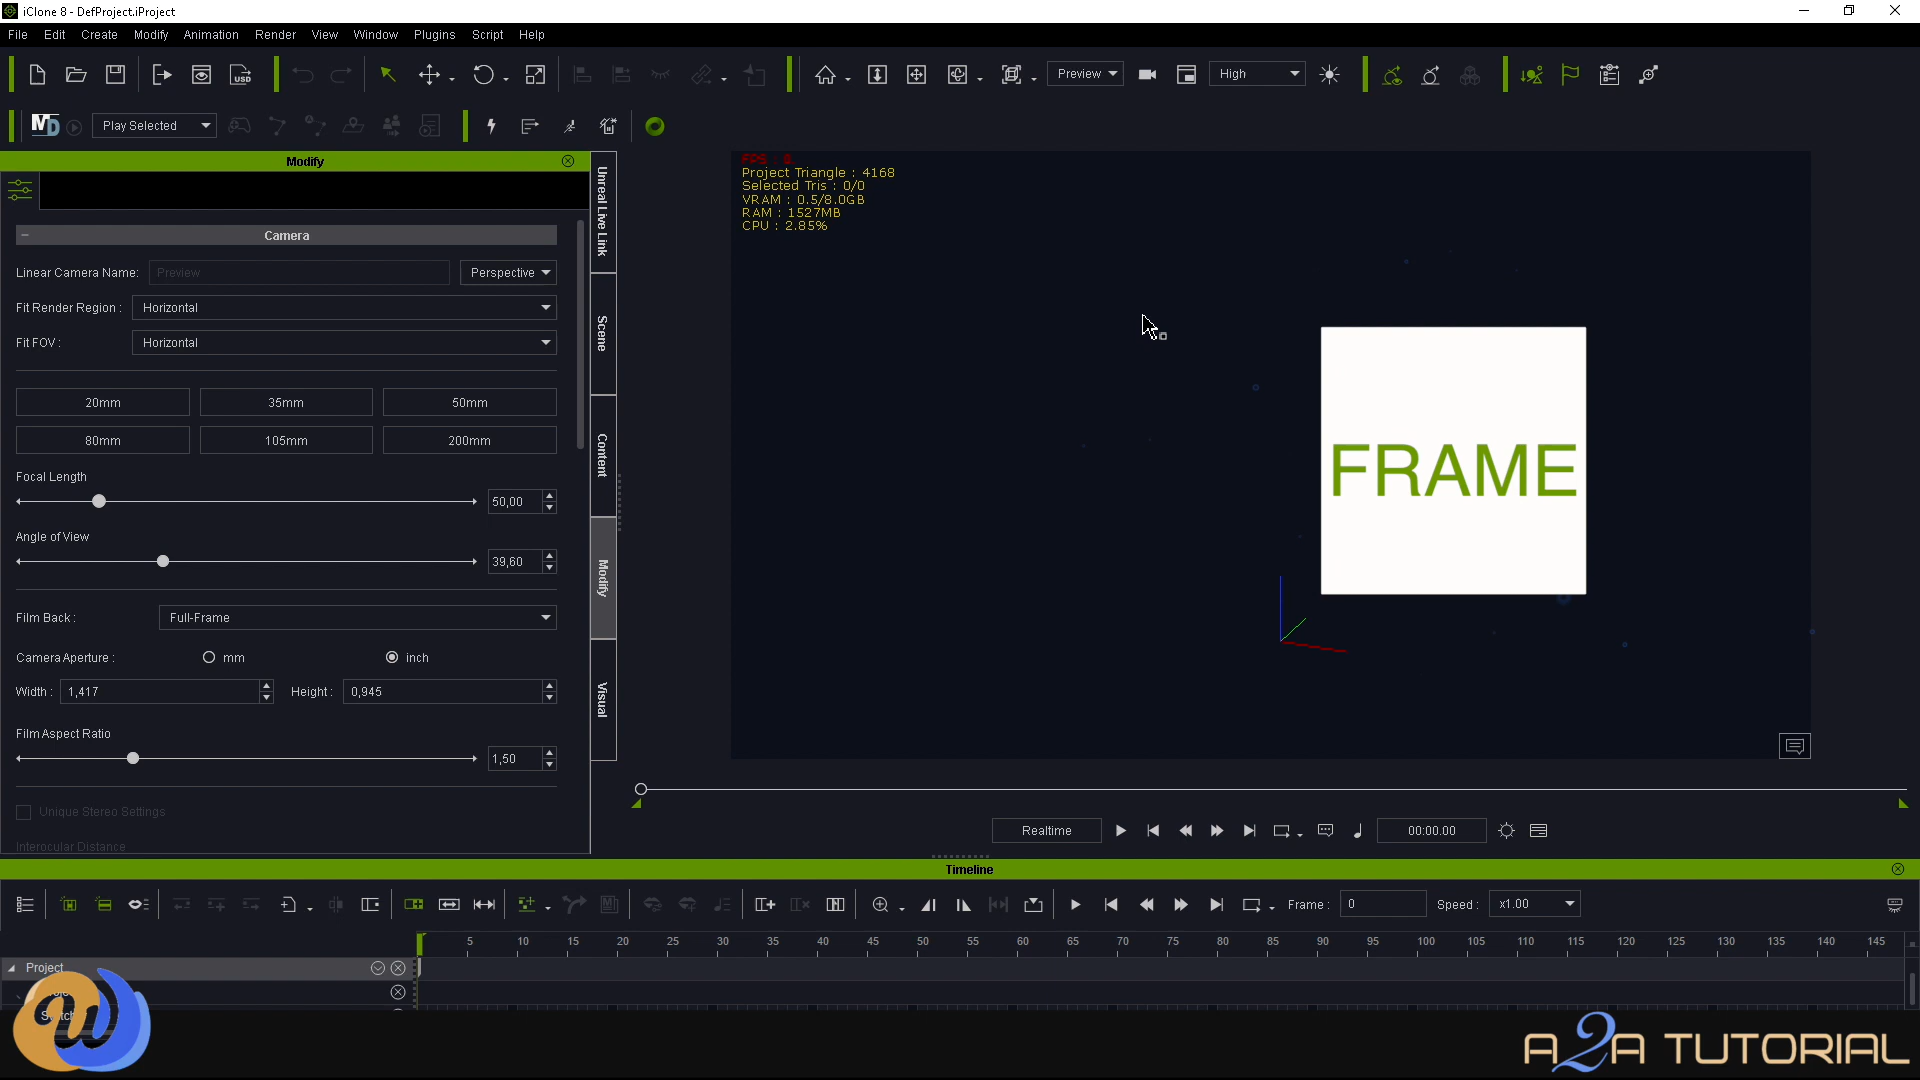 iClone 8 - DefProject.iProject
File Edit Create Modify Animation Render View Window Plugins Script Help
USD Preview High
MD Play Selected
Modify
Unreal Live Link
Scene
Content
Modify
Visual
Camera
Linear Camera Name: Preview Perspective
Fit Render Region : Horizontal
Fit FOV : Horizontal
20mm 35mm 50mm
80mm 105mm 200mm
Focal Length
50,00
Angle of View
39,60
Film Back : Full-Frame
Camera Aperture : mm inch
Width : 1,417 Height : 0,945
Film Aspect Ratio
1,50
Unique Stereo Settings
Interocular Distance
Project Triangle : 4168
Selected Tris : 0/0
VRAM : 0.5/8.0GB
RAM : 1527MB
CPU : 2.85%
FRAME
Realtime 00:00.00
Timeline
Frame : 0 Speed : x1.00
5 10 15 20 25 30 35 40 45 50 55 60 65 70 75 80 85 90 95 100 105 110 115 120 125 130 135 140 145
Project
A2A TUTORIAL